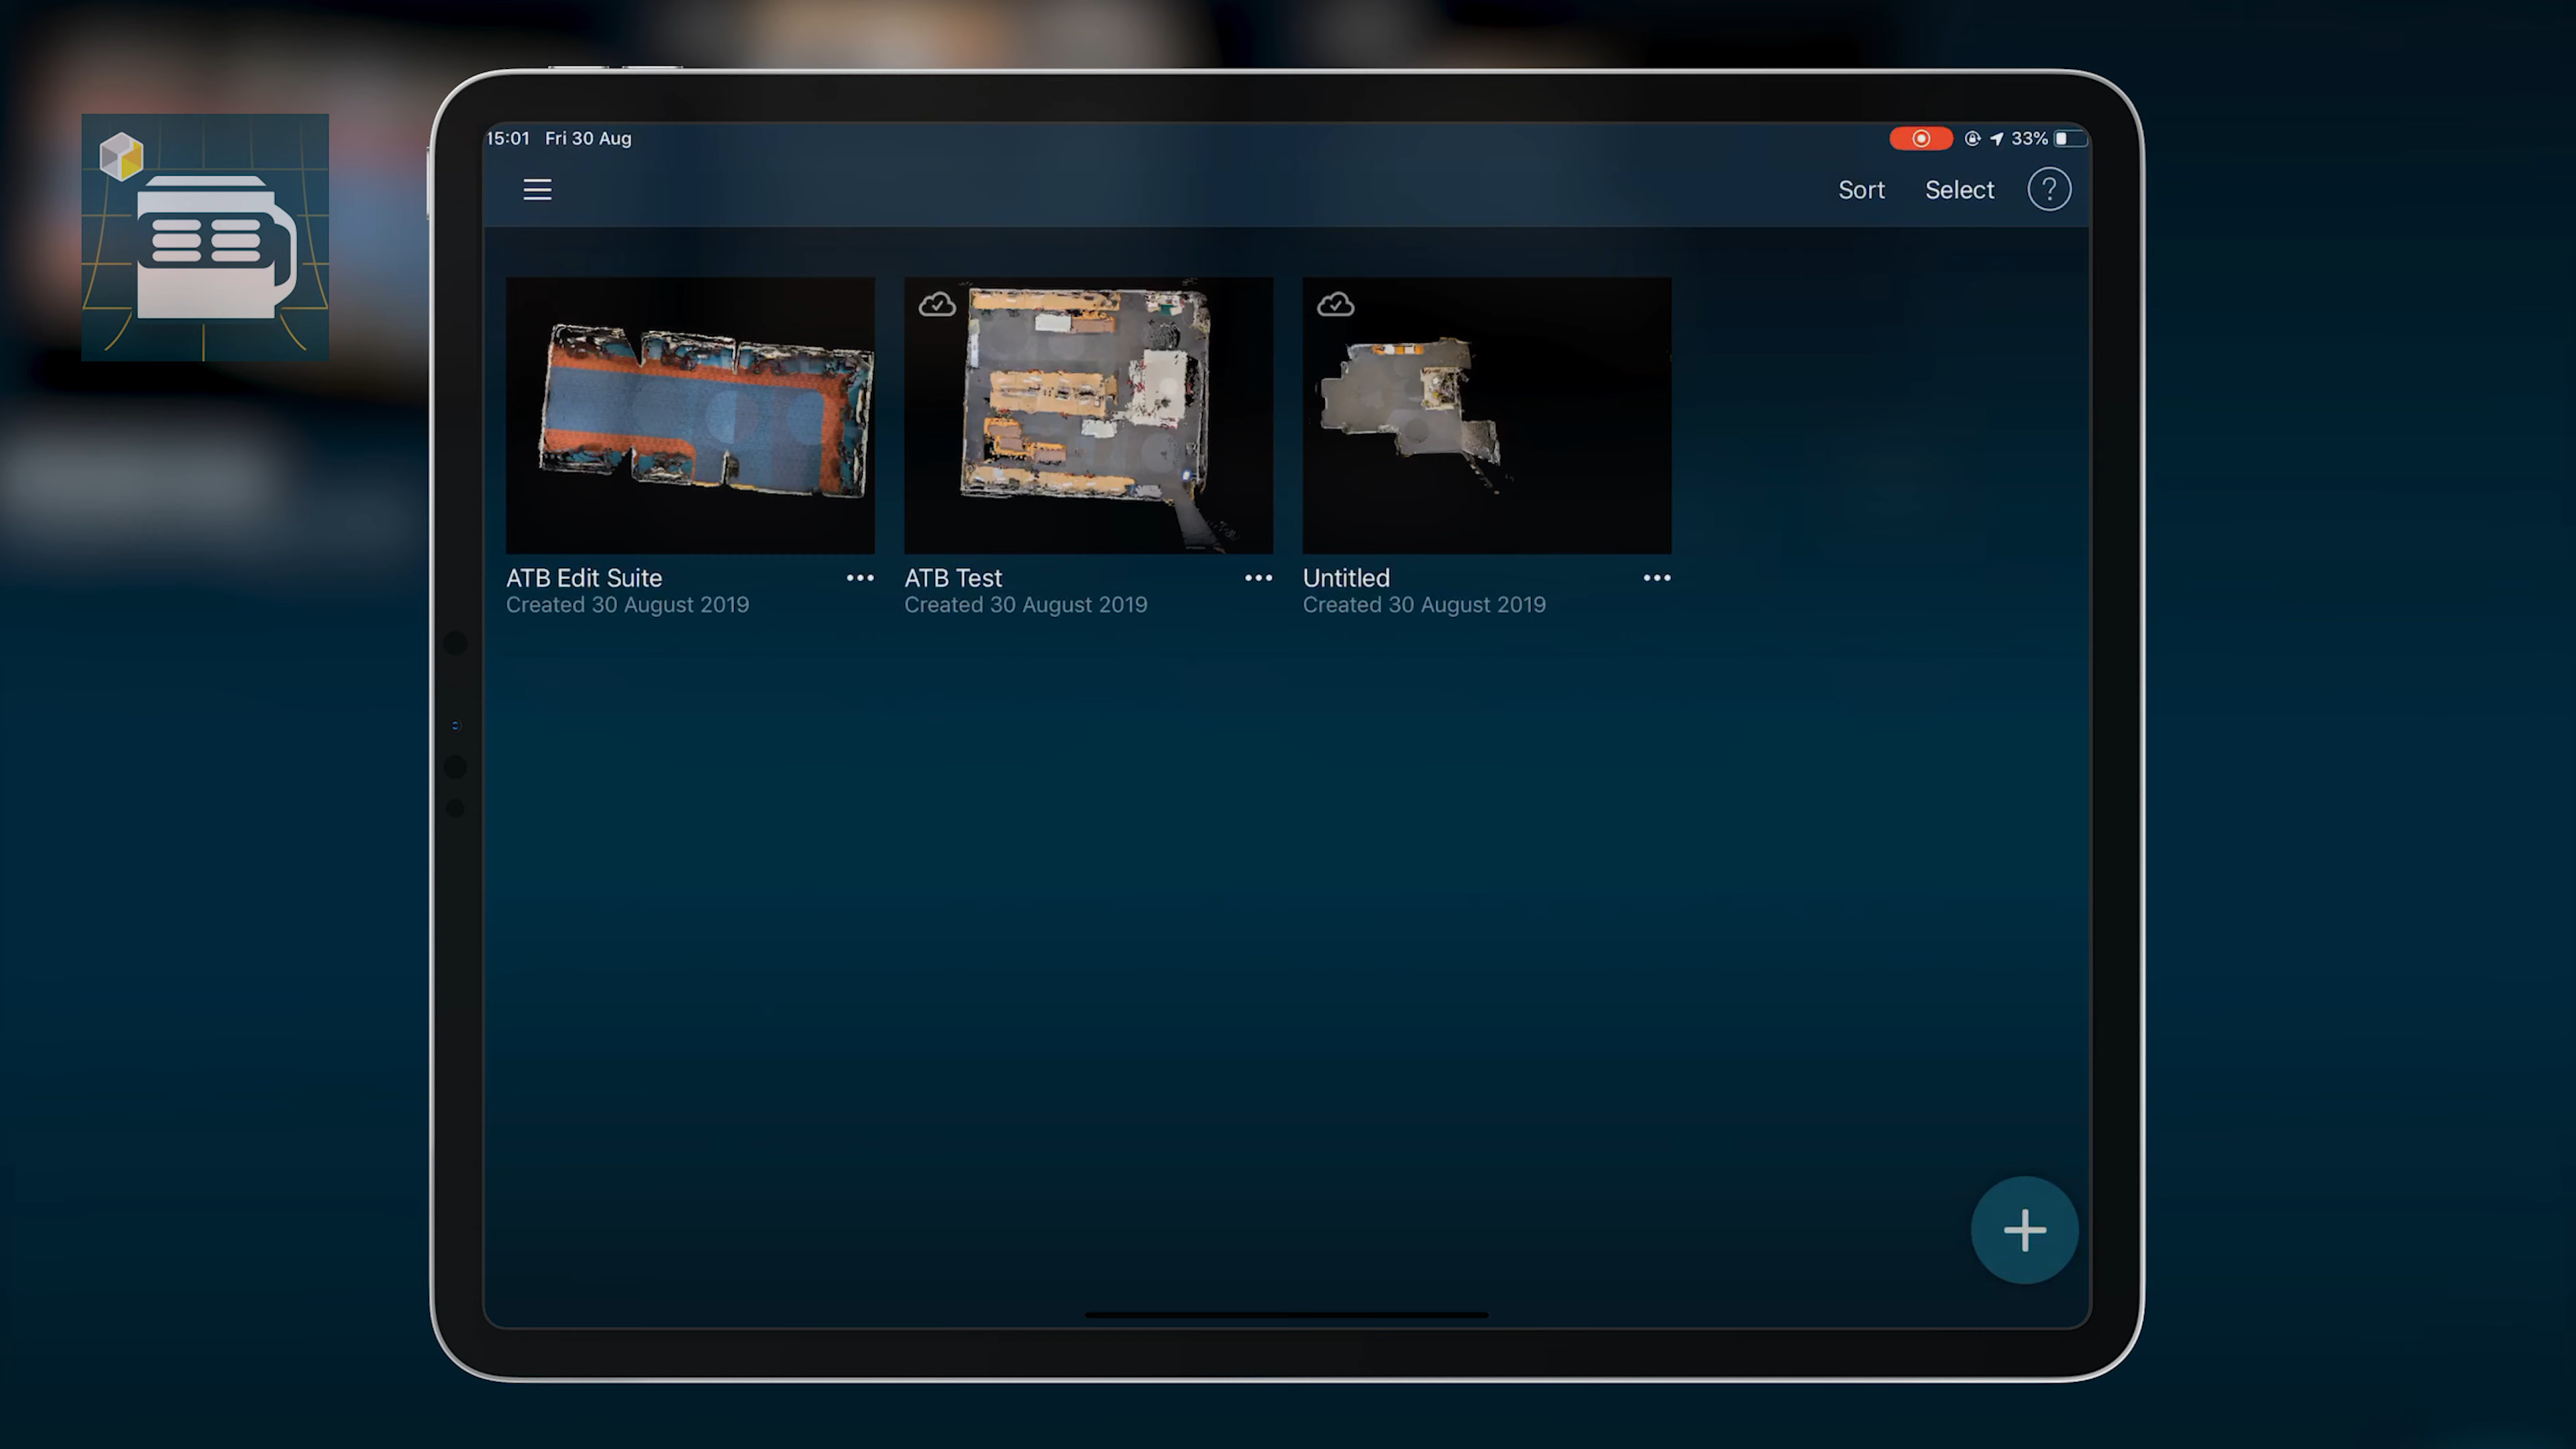 15:01 Fri 30 Aug
33%
Sort Select ?
ATB Edit Suite
Created 30 August 2019
ATB Test
Created 30 August 2019
Untitled
Created 30 August 2019